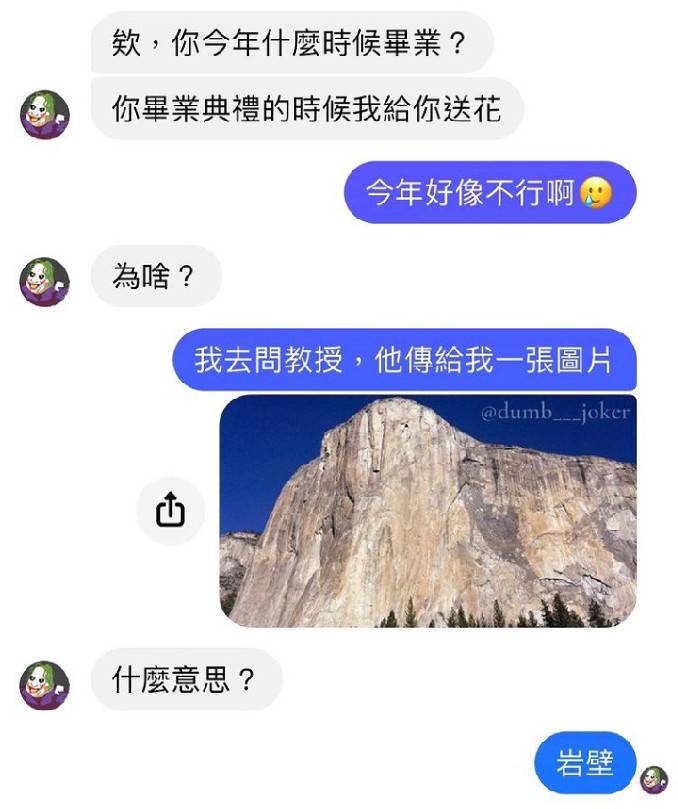 欸，你今年什麼時候畢業？
你畢業典禮的時候我給你送花
今年好像不行啊🥲
為啥？
我去問教授，他傳給我一張圖片
@dumb___joker
什麼意思？
岩壁